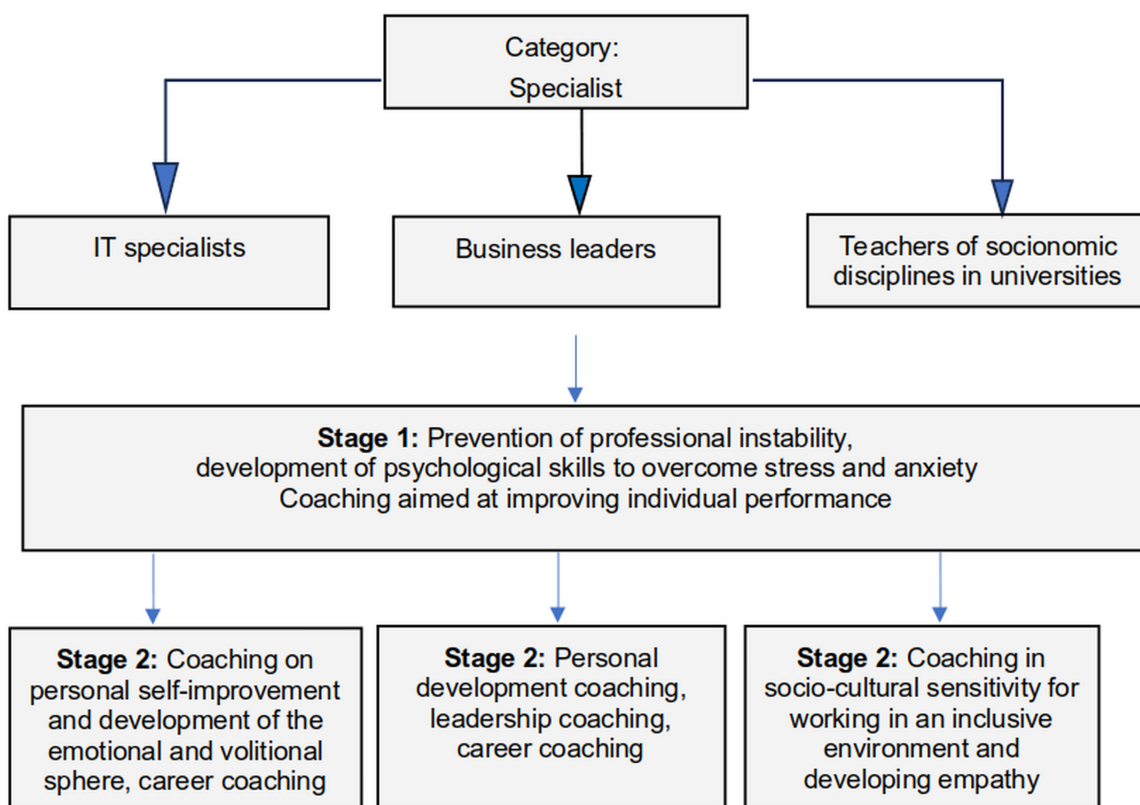 Category:
Specialist
IT specialists
Business leaders
Teachers of socionomic
disciplines in universities
Stage 1: Prevention of professional instability,
development of psychological skills to overcome stress and anxiety
Coaching aimed at improving individual performance
Stage 2: Coaching on
personal self-improvement
and development of the
emotional and volitional
sphere, career coaching
Stage 2: Personal
development coaching,
leadership coaching,
career coaching
Stage 2: Coaching in
socio-cultural sensitivity for
working in an inclusive
environment and
developing empathy